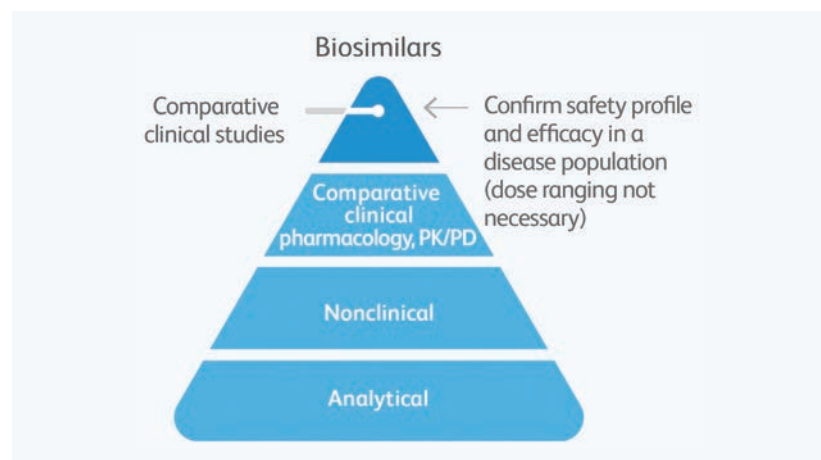 Biosimilars
Comparative
clinical studies
Confirm safety profile
and efficacy in a
disease population
(dose ranging not
necessary)
Comparative
clinical
pharmacology, PK/PD
Nonclinical
Analytical